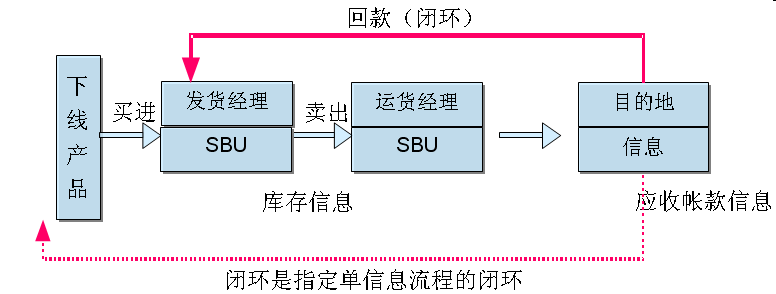 回款（闭环）
下线产品
买进
发货经理
SBU
卖出
运货经理
SBU
目的地
信息
库存信息
应收帐款信息
闭环是指定单信息流程的闭环